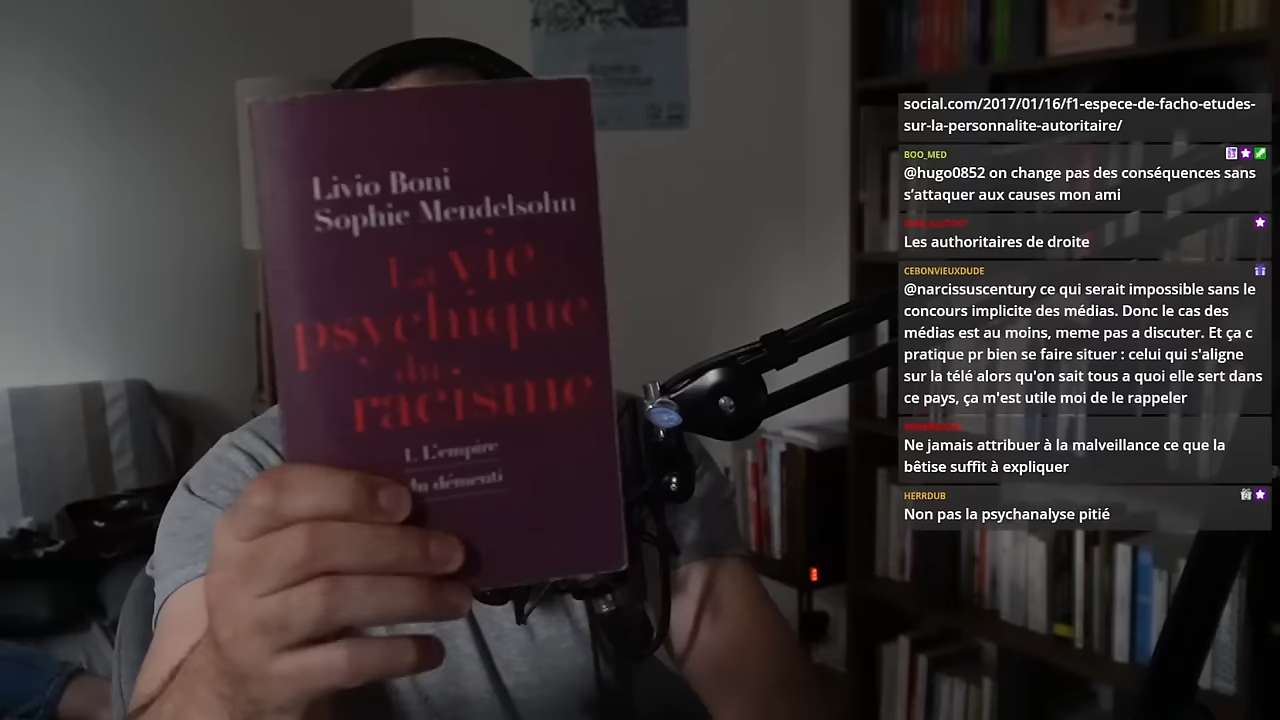 Livio Boni
Sophie Mendelsohn
La vie
psychique
du
racisme
1. L'empire
du démenti
social.com/2017/01/16/f1-espece-de-facho-etudes-
sur-la-personnalite-autoritaire/
BOO_MED
@hugo0852 on change pas des conséquences sans
s'attaquer aux causes mon ami
Les authoritaires de droite
CEBONVIEUXDUDE
@narcissuscentury ce qui serait impossible sans le
concours implicite des médias. Donc le cas des
médias est au moins, meme pas a discuter. Et ça c
pratique pr bien se faire situer : celui qui s'aligne
sur la télé alors qu'on sait tous a quoi elle sert dans
ce pays, ça m'est utile moi de le rappeler
Ne jamais attribuer à la malveillance ce que la
bêtise suffit à expliquer
HERRDUB
Non pas la psychanalyse pitié